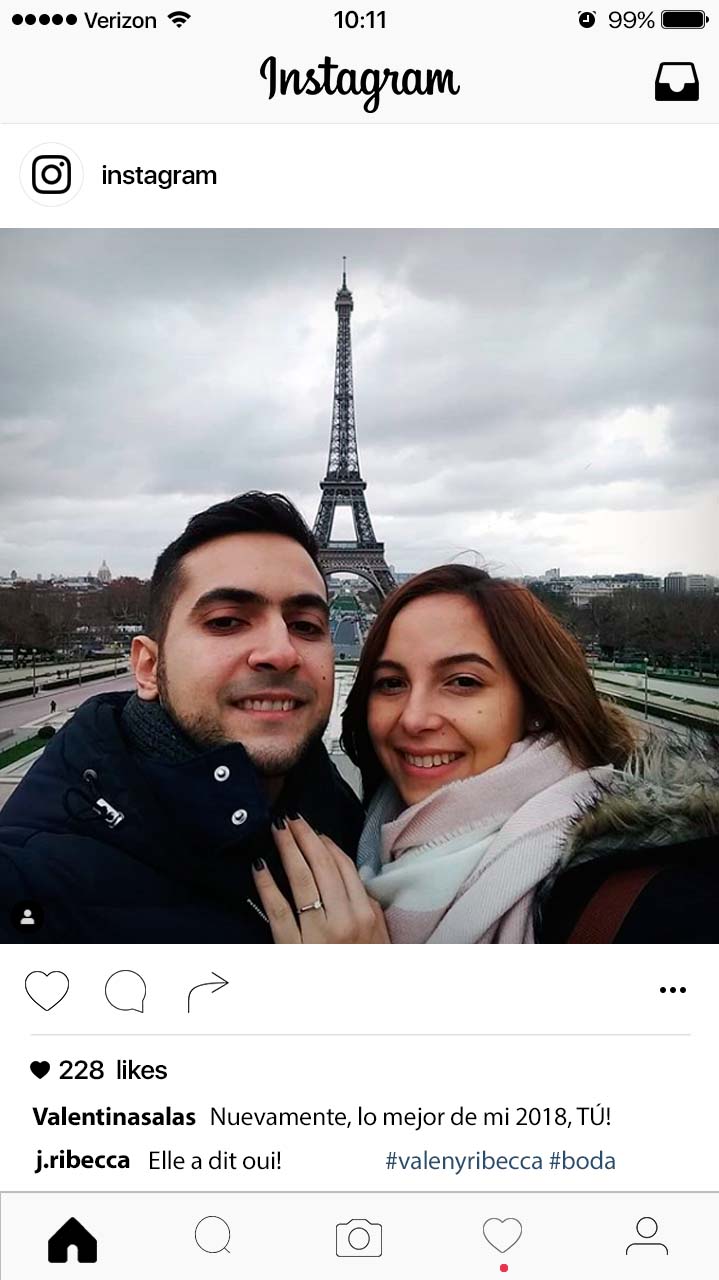 Verizon 10:11 99%
Instagram
instagram
228 likes
Valentinasalas Nuevamente, lo mejor de mi 2018, TÚ!
j.ribecca Elle a dit oui! #valenyribecca #boda